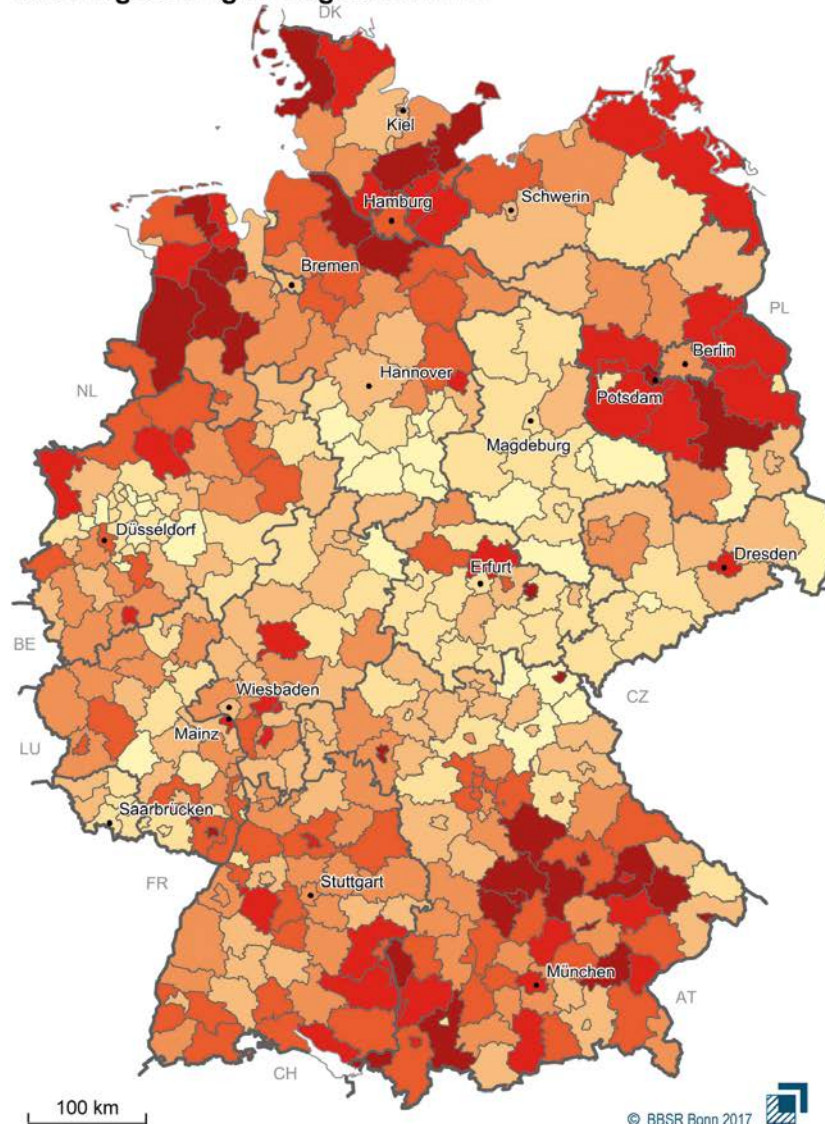 DK
Kiel
Hamburg
Schwerin
Bremen
PL
Berlin
Hannover
NL
Potsdam
Magdeburg
Düsseldorf
Dresden
Erfurt
BE
CZ
Wiesbaden
LU
Mainz
Saarbrücken
FR
Stuttgart
München
AT
CH
100 km
© BBSR Bonn 2017